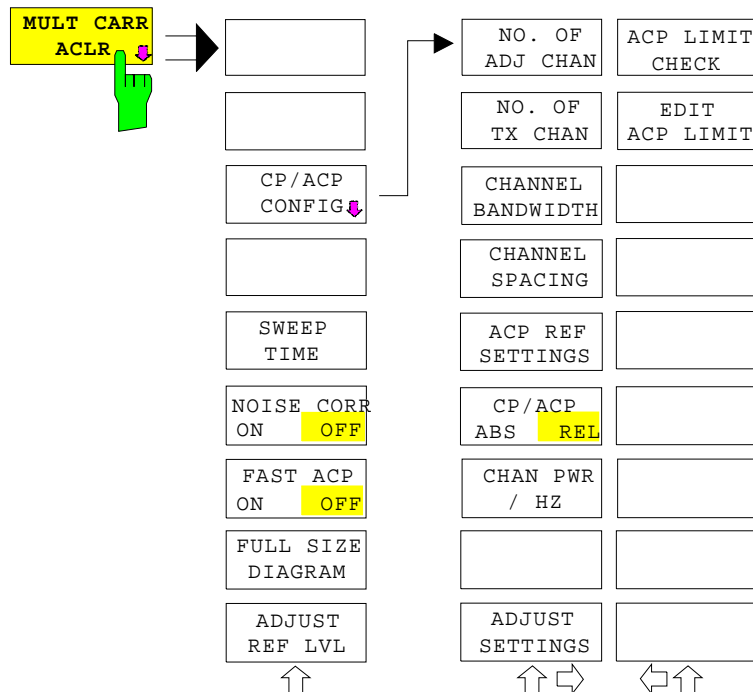 MULT CARR
ACLR
CP/ACP
CONFIG
SWEEP
TIME
NOISE CORR
ON OFF
FAST ACP
ON OFF
FULL SIZE
DIAGRAM
ADJUST
REF LVL
NO. OF
ADJ CHAN
NO. OF
TX CHAN
CHANNEL
BANDWIDTH
CHANNEL
SPACING
ACP REF
SETTINGS
CP/ACP
ABS REL
CHAN PWR
/ HZ
ADJUST
SETTINGS
ACP LIMIT
CHECK
EDIT
ACP LIMIT